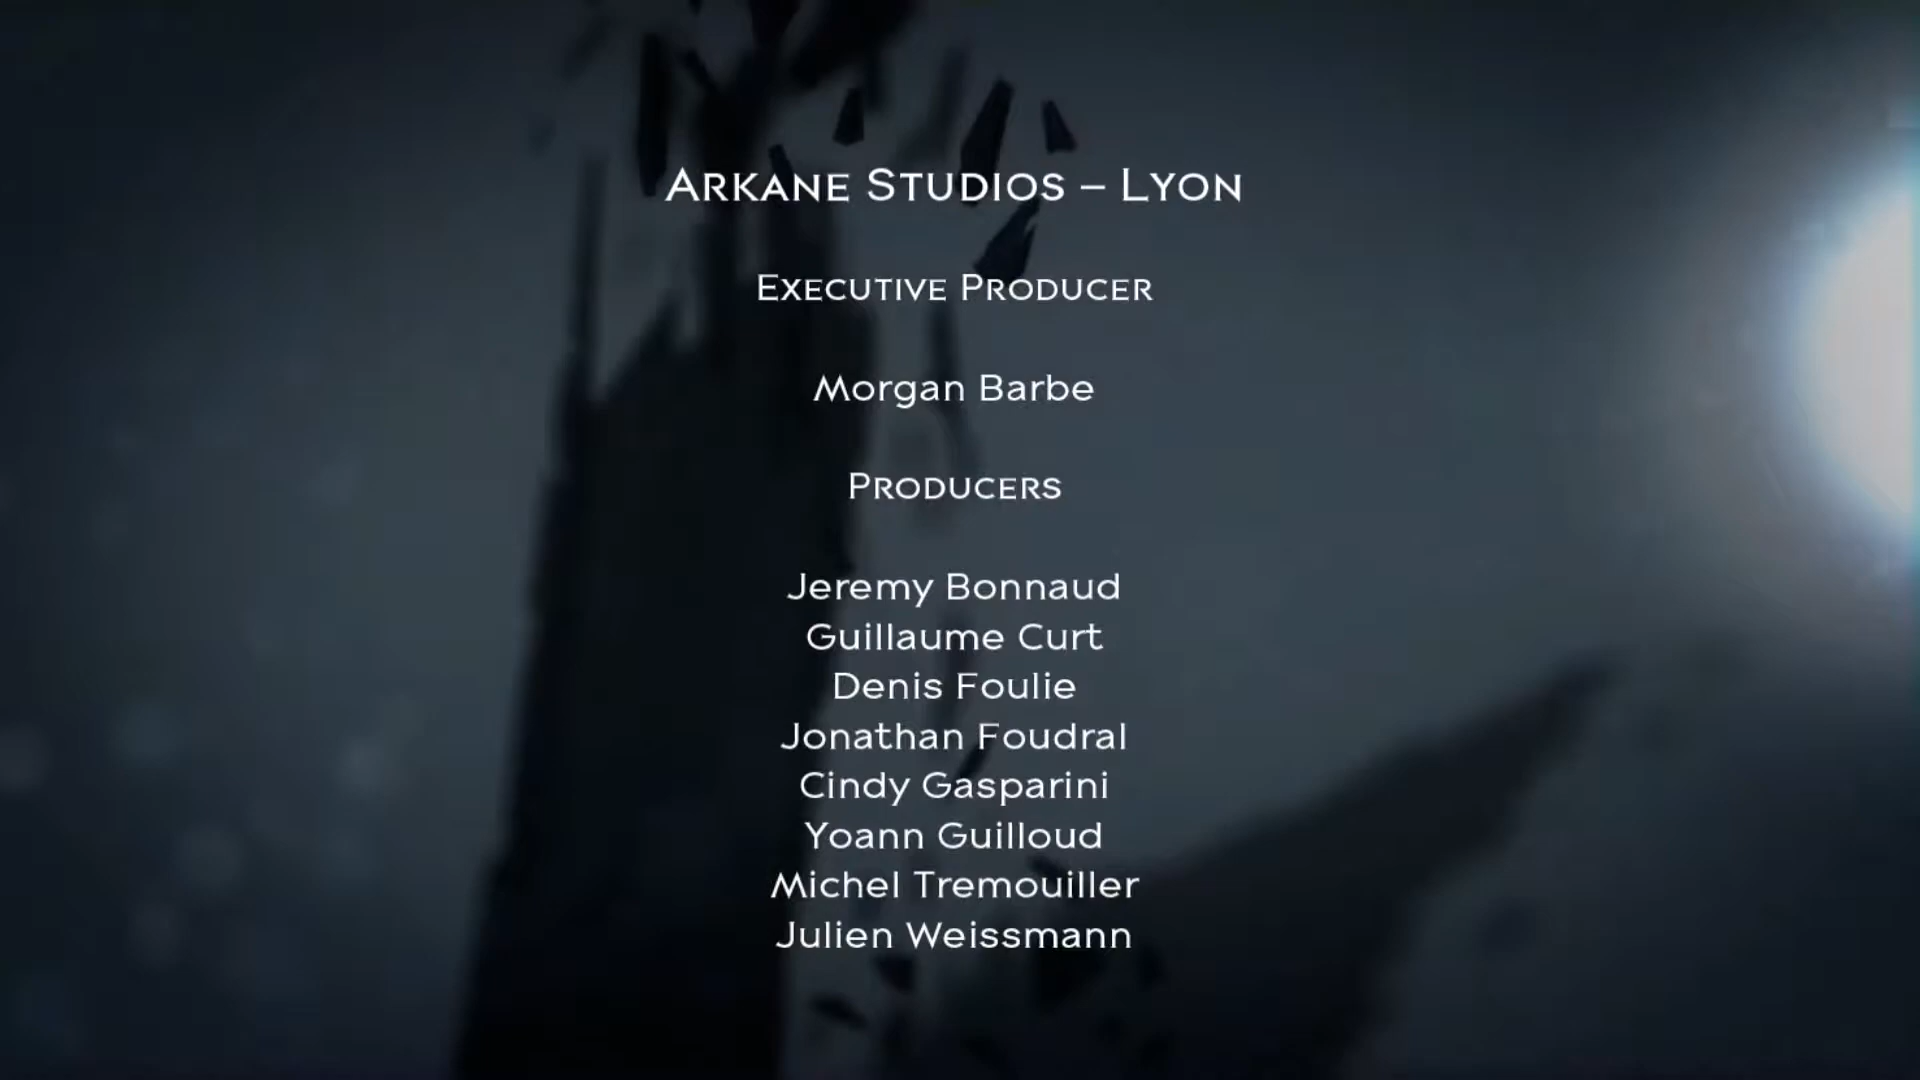 Arkane Studios – Lyon
Executive Producer
Morgan Barbe
Producers
Jeremy Bonnaud
Guillaume Curt
Denis Foulie
Jonathan Foudral
Cindy Gasparini
Yoann Guilloud
Michel Tremouiller
Julien Weissmann